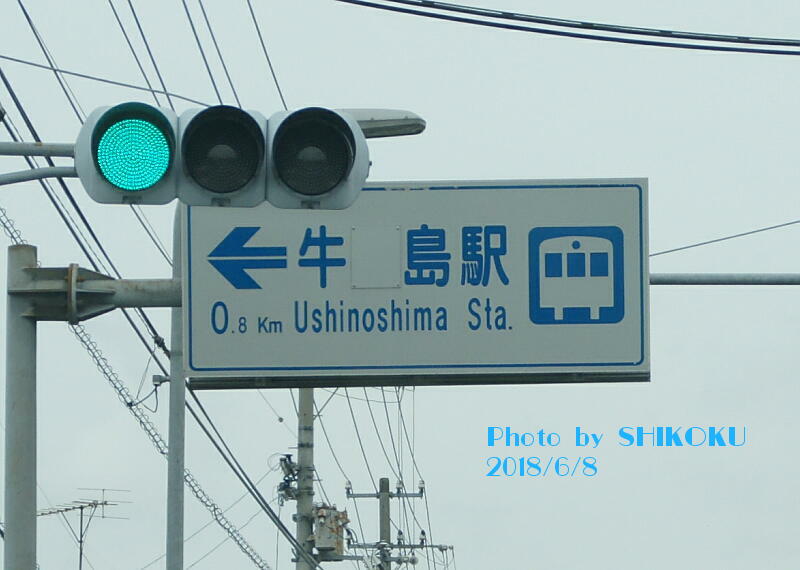 牛 島駅
0.8 Km Ushinoshima Sta.
Photo by SHIKOKU
2018/6/8